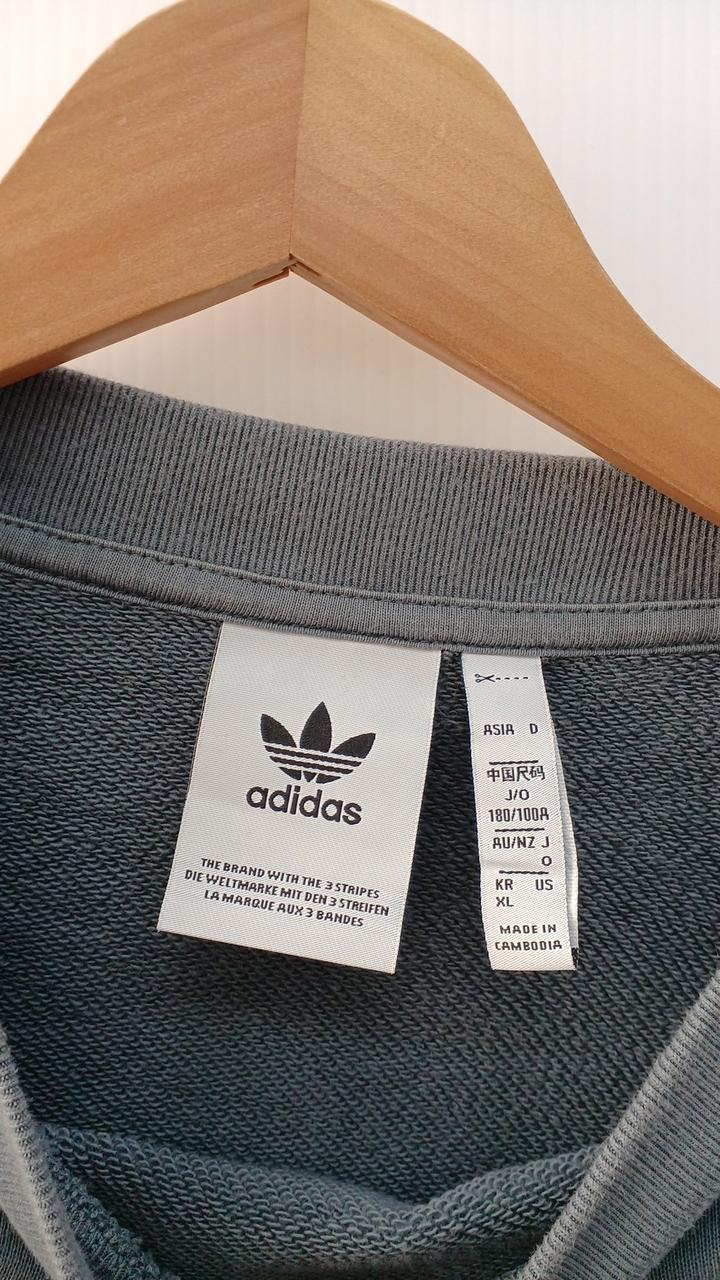 adidas
THE BRAND WITH THE 3 STRIPES
DIE WELTMARKE MIT DEN 3 STREIFEN
LA MARQUE AUX 3 BANDES
ASIA D
中国尺码
J/O
180/100A
AU/NZ J
O
KR US
XL
MADE IN
CAMBODIA